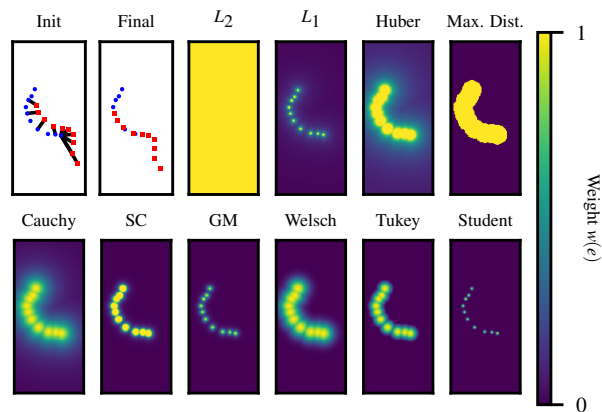 Init Final L₂ L₁ Huber Max. Dist.
1
Cauchy SC GM Welsch Tukey Student
Weight w(e)
0